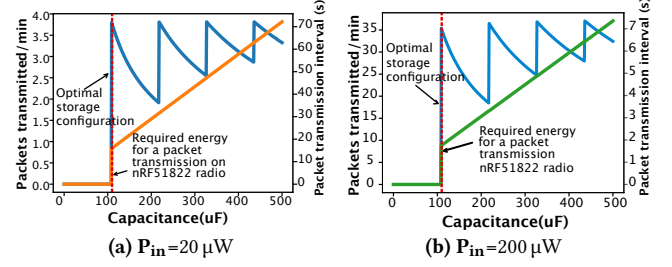 Packets transmitted/min
4.0
3.5
3.0
2.5
2.0
1.5
1.0
0.5
0.0
Optimal
storage
configuration
Required energy
for a packet
transmission on
nRF51822 radio
70
60
50
40
30
20
10
0
Packet transmission interval (s)
0 100 200 300 400 500
Capacitance(uF)
(a) Pin=20 µW
Packets transmitted/min
35
30
25
20
15
10
5
0
Optimal
storage
configuration
Required energy
for a packet
transmission
nRF51822 radio
7
6
5
4
3
2
1
0
Packet transmission interval (s)
0 100 200 300 400 500
Capacitance(uF)
(b) Pin=200 µW